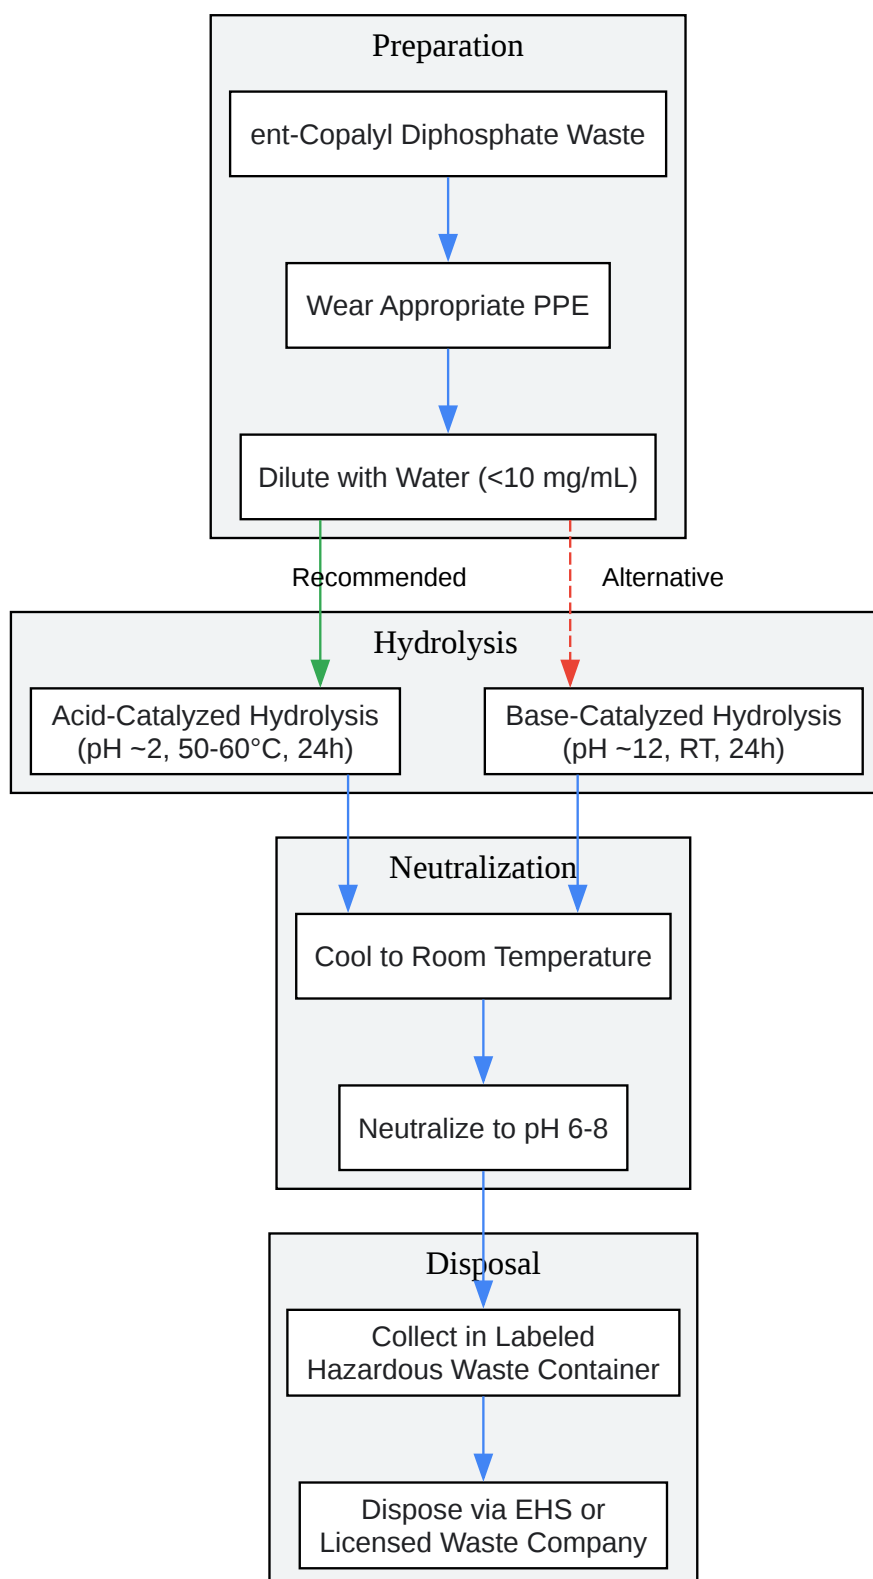 Preparation
ent-Copalyl Diphosphate Waste
Wear Appropriate PPE
Dilute with Water (<10 mg/mL)
Recommended
Alternative
Hydrolysis
Acid-Catalyzed Hydrolysis
(pH ~2, 50-60°C, 24h)
Base-Catalyzed Hydrolysis
(pH ~12, RT, 24h)
Neutralization
Cool to Room Temperature
Neutralize to pH 6-8
Disposal
Collect in Labeled
Hazardous Waste Container
Dispose via EHS or
Licensed Waste Company